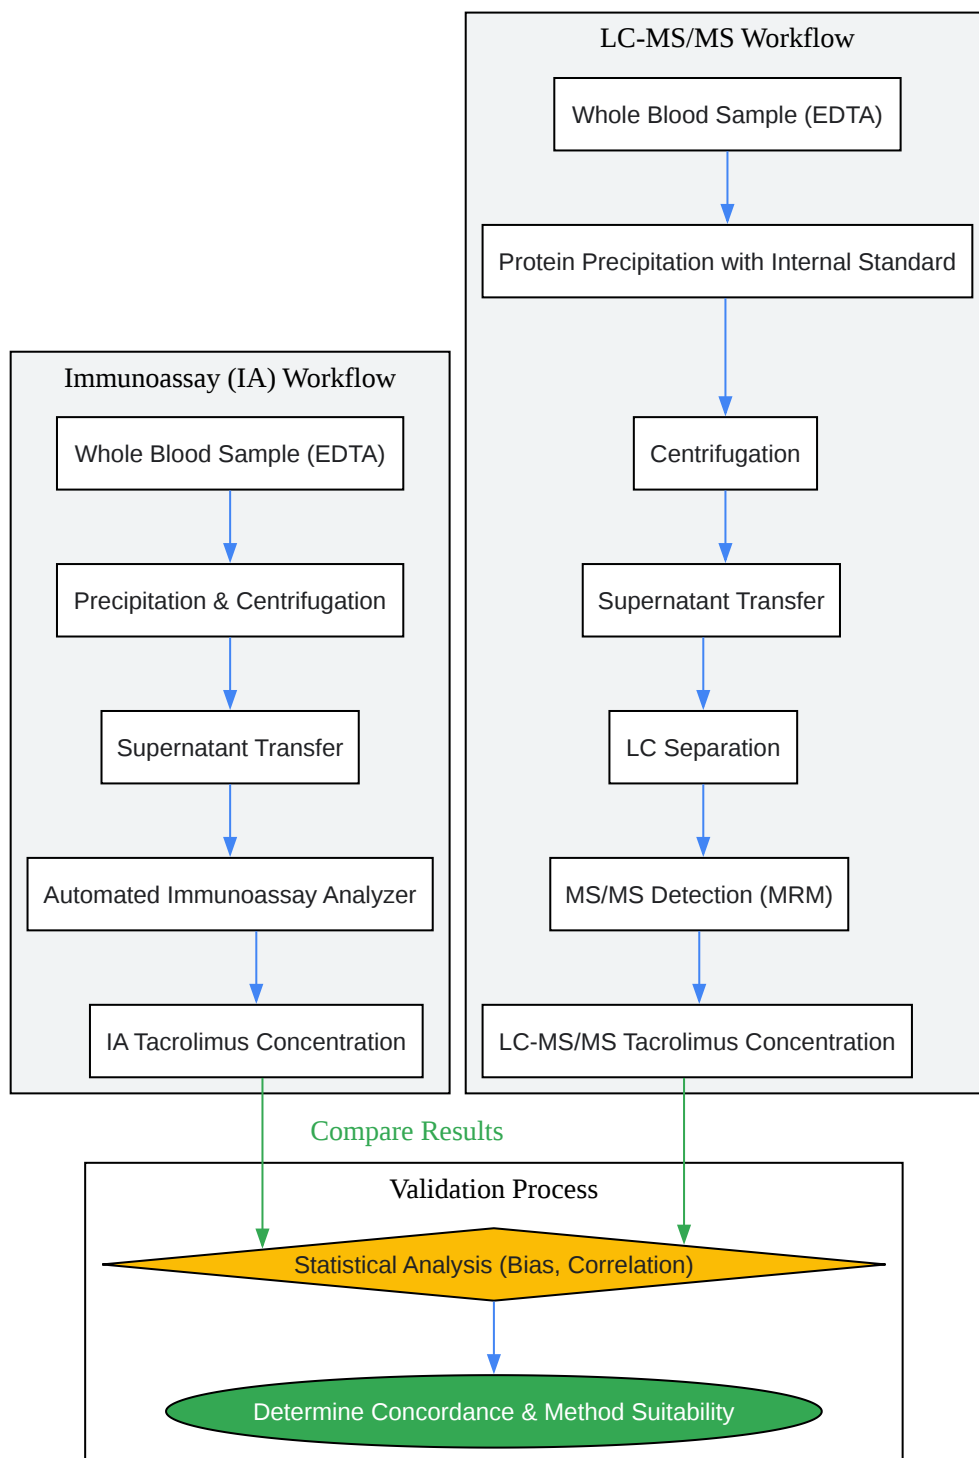 LC-MS/MS Workflow
Whole Blood Sample (EDTA)
Protein Precipitation with Internal Standard
Centrifugation
Supernatant Transfer
LC Separation
MS/MS Detection (MRM)
LC-MS/MS Tacrolimus Concentration
Immunoassay (IA) Workflow
Whole Blood Sample (EDTA)
Precipitation & Centrifugation
Supernatant Transfer
Automated Immunoassay Analyzer
IA Tacrolimus Concentration
Compare Results
Validation Process
Statistical Analysis (Bias, Correlation)
Determine Concordance & Method Suitability